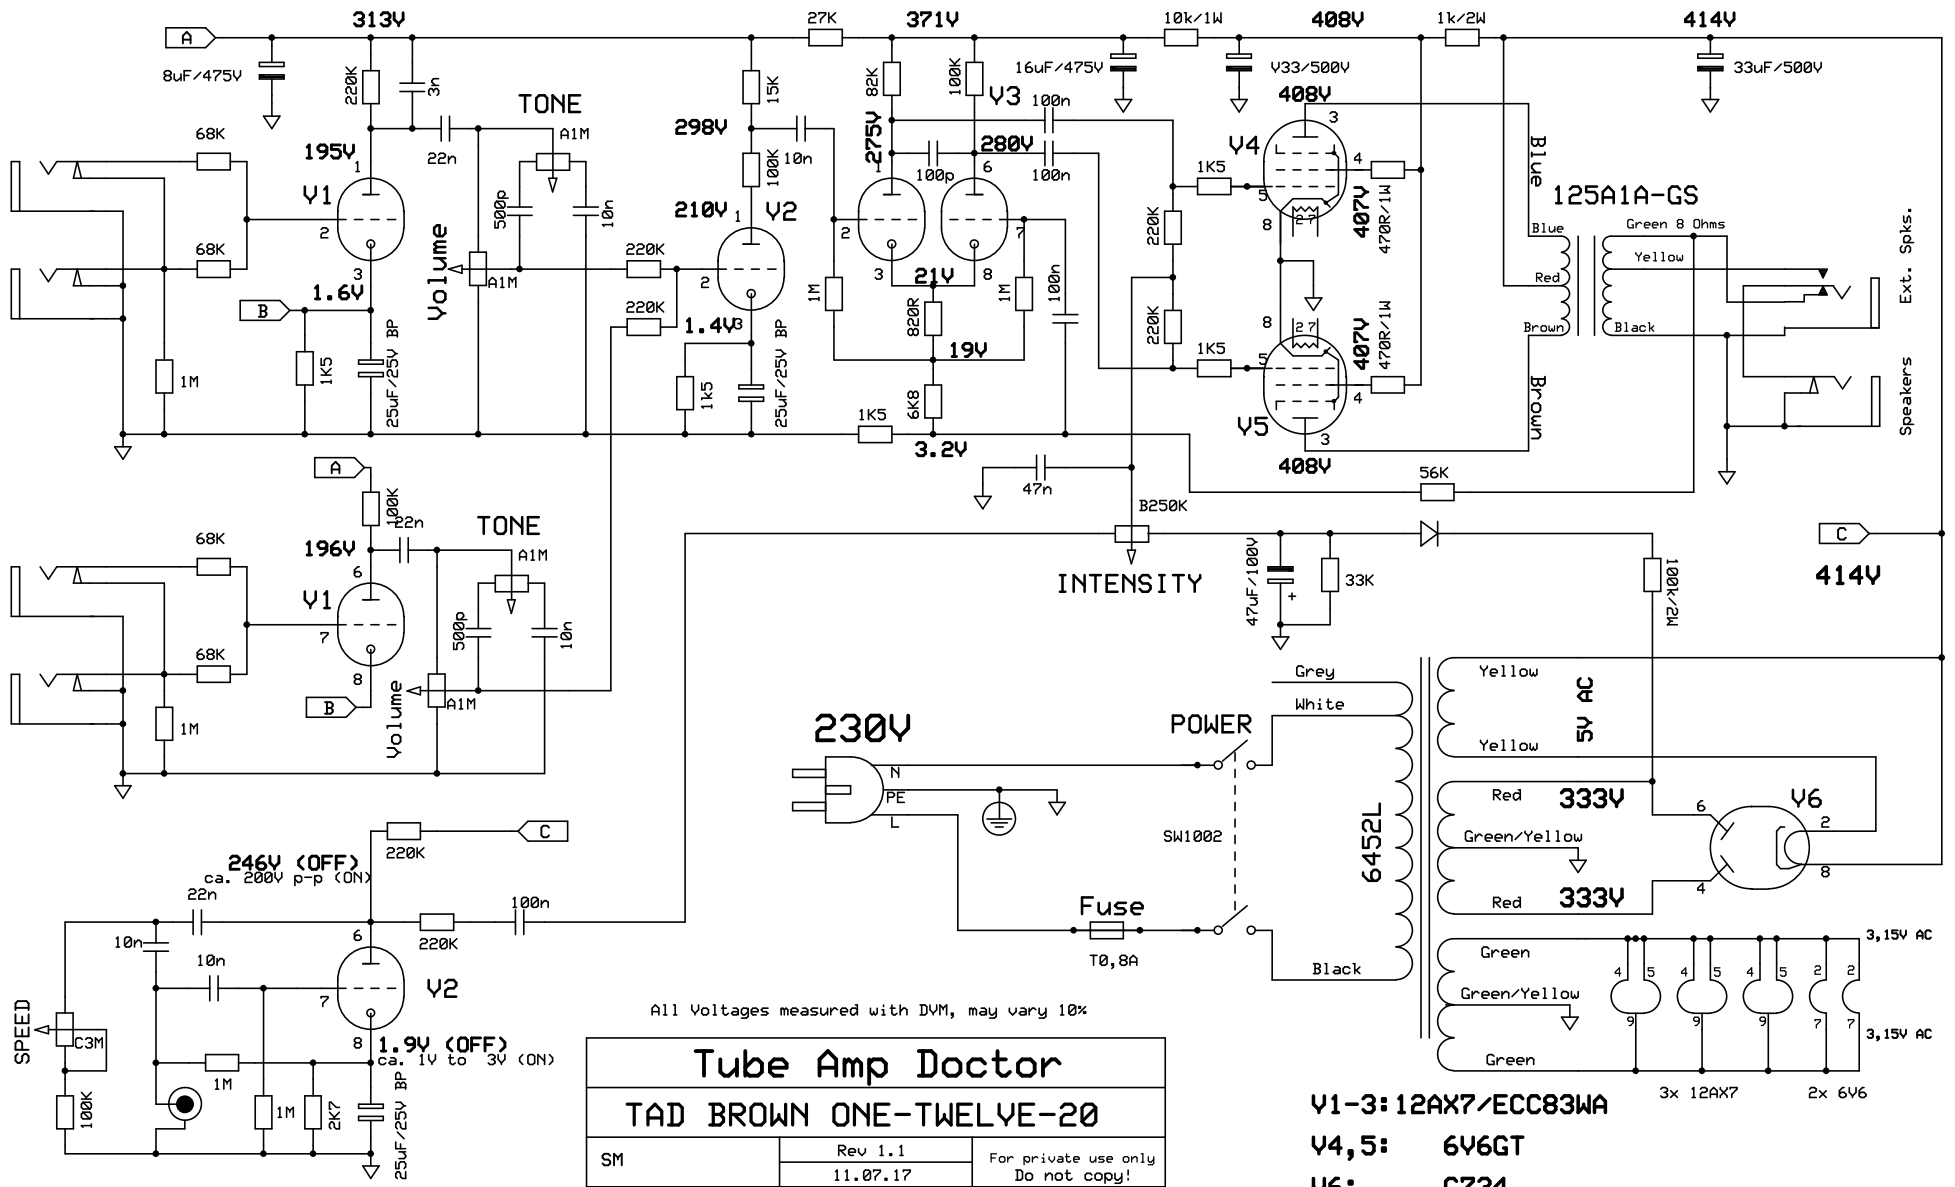 313V
27K
371V
10k/1W
408V
1k/2W
414V
A
8uF/475V
220K
3n
TONE
A1M
15K
82K
100K
V3
16uF/475V
V33/500V
33uF/500V
68K
195V
1
22n
298V
10n
275V
100p
280V
100n
100n
408V
3
Blue
V1
2
500p
10n
100K
210V
1
V2
1
6
1K5
V4
4
5
8
2 7
407V
470R/1W
125A1A-GS
Green 8 Ohms
Blue
Yellow
Ext. Spks.
68K
3
1.6V
B
Volume
A1M
220K
2
220K
2
3
21V
8
7
1M
820R
1M
100n
220K
Red
1M
1K5
25uF/25V BP
1.4V
3
1k5
25uF/25V BP
19V
6K8
220K
1K5
8
2 7
5
407V
470R/1W
4
Brown
Black
Brown
Speakers
1K5
3.2V
V5
3
408V
A
100K
22n
TONE
A1M
47n
B250K
56K
68K
196V
6
V1
7
500p
10n
INTENSITY
47uF/100V
+
33K
100k/2W
C
414V
68K
8
B
1M
Volume
A1M
230V
N
PE
L
POWER
SW1002
Fuse
T0,8A
Grey
White
Black
6452L
Yellow
5V AC
Yellow
Red
333V
Green/Yellow
Red
333V
6
4
V6
2
8
C
220K
246V (OFF)
ca. 200V p-p (ON)
22n
10n
10n
6
220K
100n
V2
7
8
1.9V (OFF)
ca. 1V to 3V (ON)
SPEED
C3M
100K
1M
1M
2K7
25uF/25V BP
Green
Green/Yellow
Green
4 5
9
4 5
9
4 5
9
2
7
2
7
3,15V AC
3,15V AC
3x 12AX7
2x 6V6
All Voltages measured with DVM, may vary 10%
Tube Amp Doctor
TAD BROWN ONE-TWELVE-20
SM
Rev 1.1
11.07.17
For private use only
Do not copy!
V1-3: 12AX7/ECC83WA
V4,5: 6V6GT